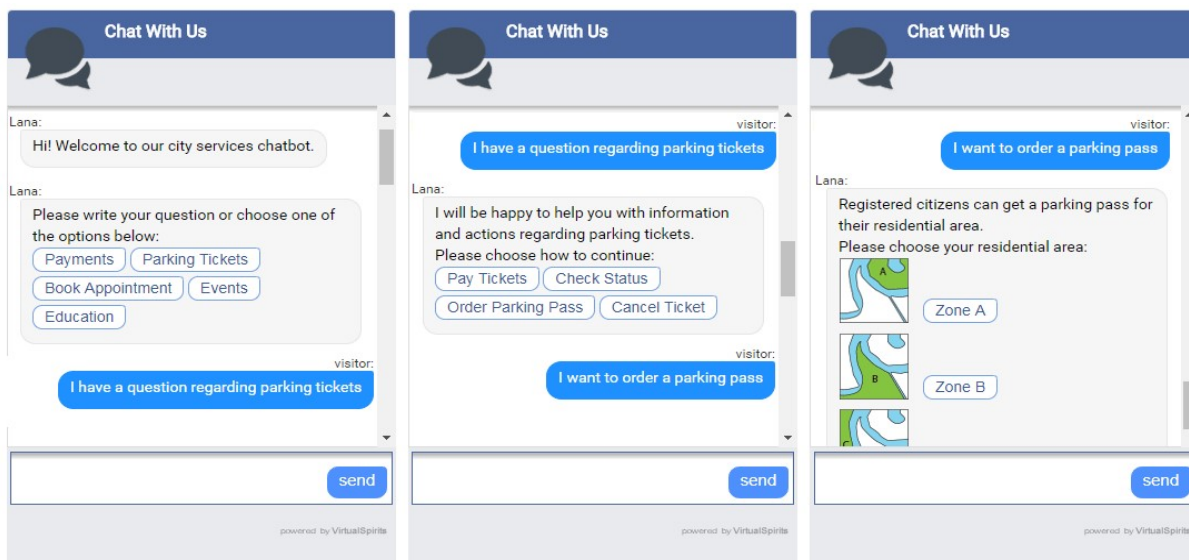 Chat With Us
Lana:
Hi! Welcome to our city services chatbot.
Lana:
Please write your question or choose one of
the options below:
Payments Parking Tickets
Book Appointment Events
Education
visitor:
I have a question regarding parking tickets
send
powered by VirtualSpirits
Chat With Us
visitor:
I have a question regarding parking tickets
Lana:
I will be happy to help you with information
and actions regarding parking tickets.
Please choose how to continue:
Pay Tickets Check Status
Order Parking Pass Cancel Ticket
visitor:
I want to order a parking pass
send
powered by VirtualSpirits
Chat With Us
visitor:
I want to order a parking pass
Lana:
Registered citizens can get a parking pass for
their residential area.
Please choose your residential area:
A
Zone A
B
Zone B
C
send
powered by VirtualSpirits